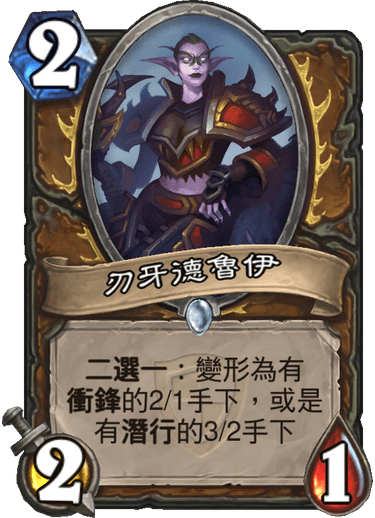 2
刃牙德魯伊
二選一：變形為有
衝鋒的2/1手下，或是
有潛行的3/2手下
2
1